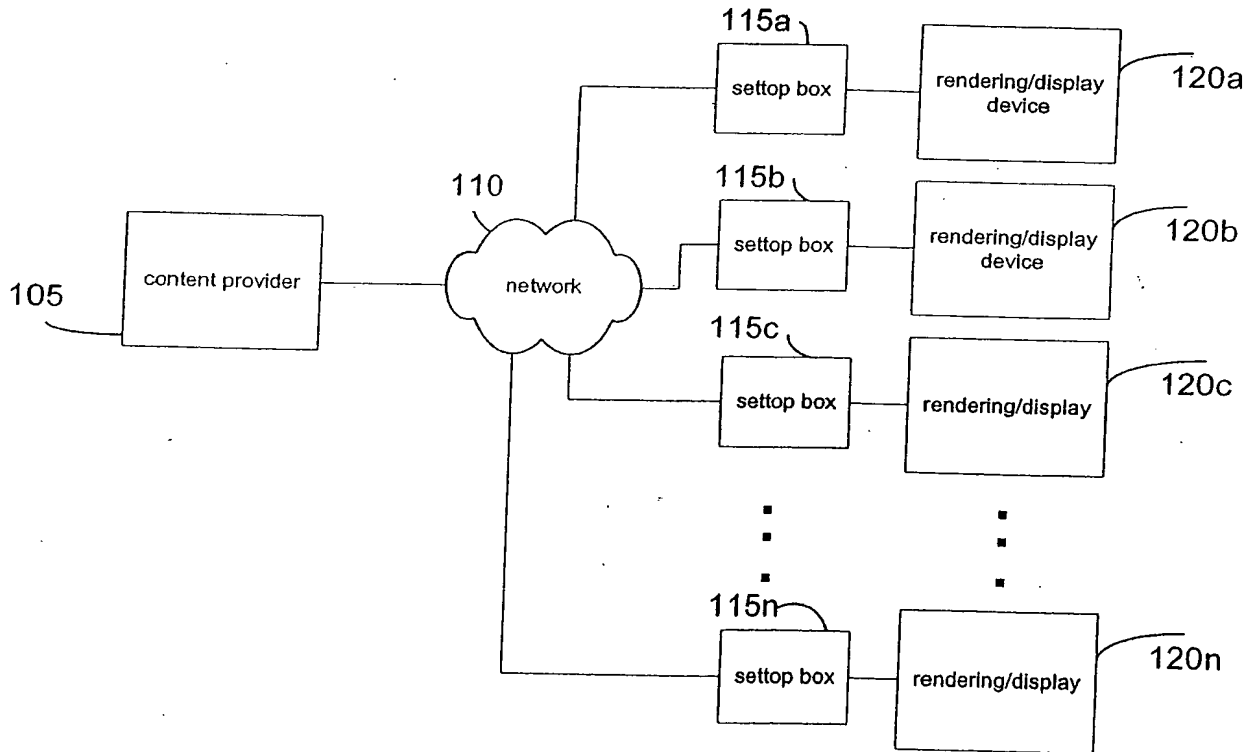 115a
settop box
rendering/display
device
120a
110
115b
settop box
rendering/display
device
120b
content provider
105
network
115c
settop box
rendering/display
120c
115n
settop box
rendering/display
120n